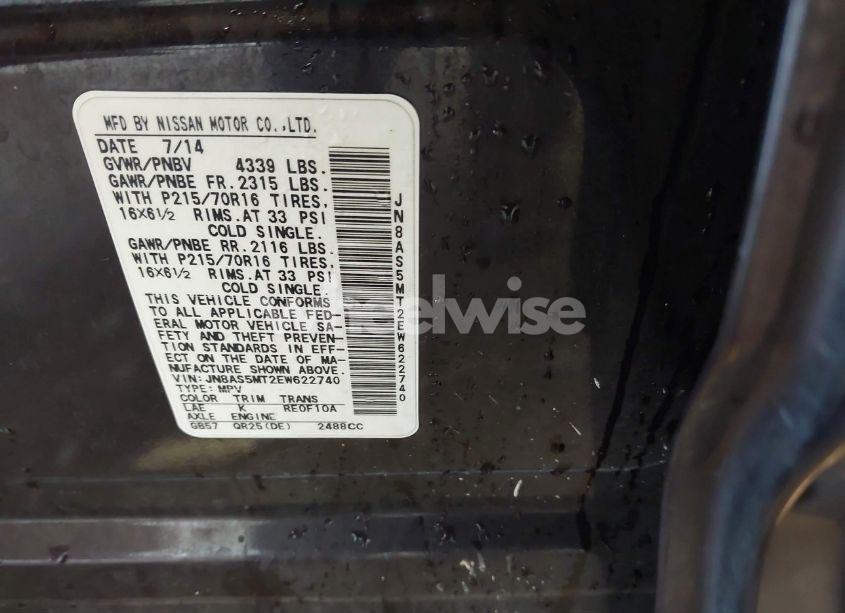 MFD BY NISSAN MOTOR CO.,LTD.
DATE 7/14
GVWR/PNBV 4339 LBS.
GAWR/PNBE FR. 2315 LBS.
WITH P215/70R16 TIRES,
16X6½ RIMS. AT 33 PSI
COLD SINGLE.
GAWR/PNBE RR. 2116 LBS.
WITH P215/70R16 TIRES,
16X6½ RIMS. AT 33 PSI
COLD SINGLE.
THIS VEHICLE CONFORMS
TO ALL APPLICABLE FED-
ERAL MOTOR VEHICLE SA-
FETY AND THEFT PREVEN-
TION STANDARDS IN EFF-
ECT ON THE DATE OF MA-
NUFACTURE SHOWN ABOVE.
VIN: JN8AS5MT2EW622740
TYPE: MPV
COLOR TRIM TRANS
LAE K RE0F10A
AXLE ENGINE
GB57 QR25(DE) 2488CC
JN8AS5MT2EW622740
elwise